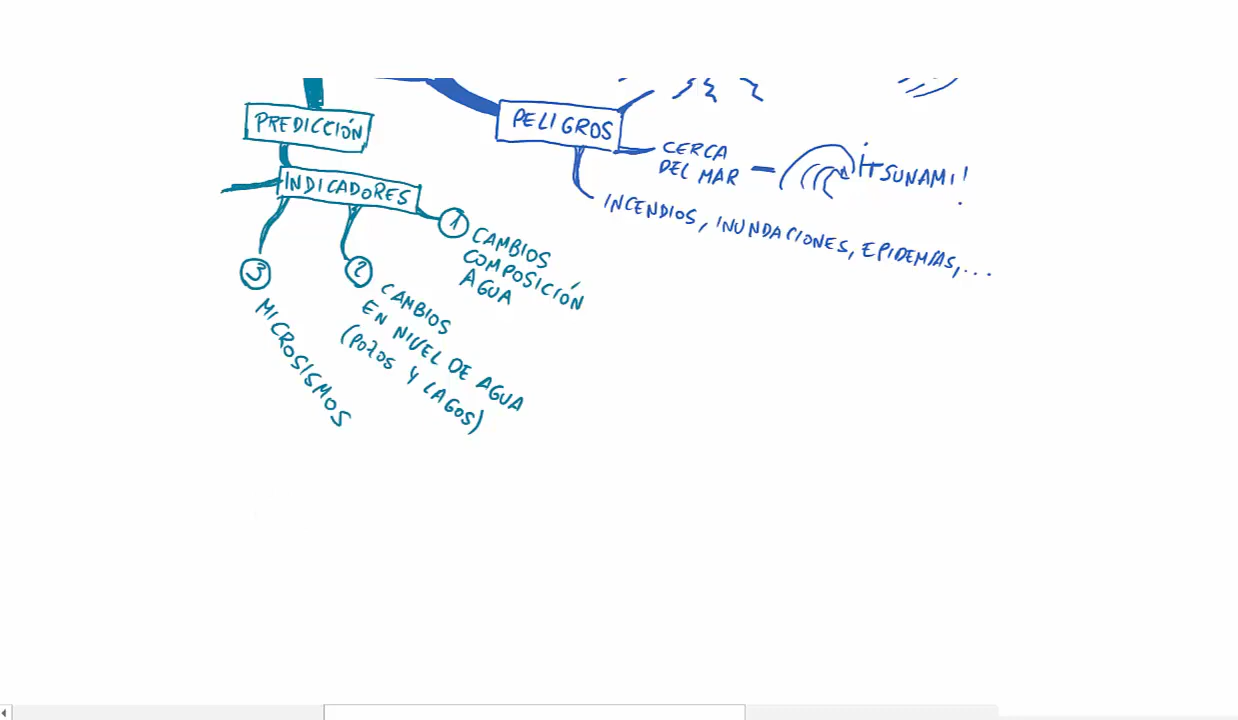 PREDICCIÓN
INDICADORES
1
CAMBIOS
COMPOSICIÓN
AGUA
2
CAMBIOS
EN NIVEL DE AGUA
(POZOS Y LAGOS)
3
MICROSISMOS
PELIGROS
CERCA
DEL MAR
¡TSUNAMI!
INCENDIOS, INUNDACIONES, EPIDEMIAS,...